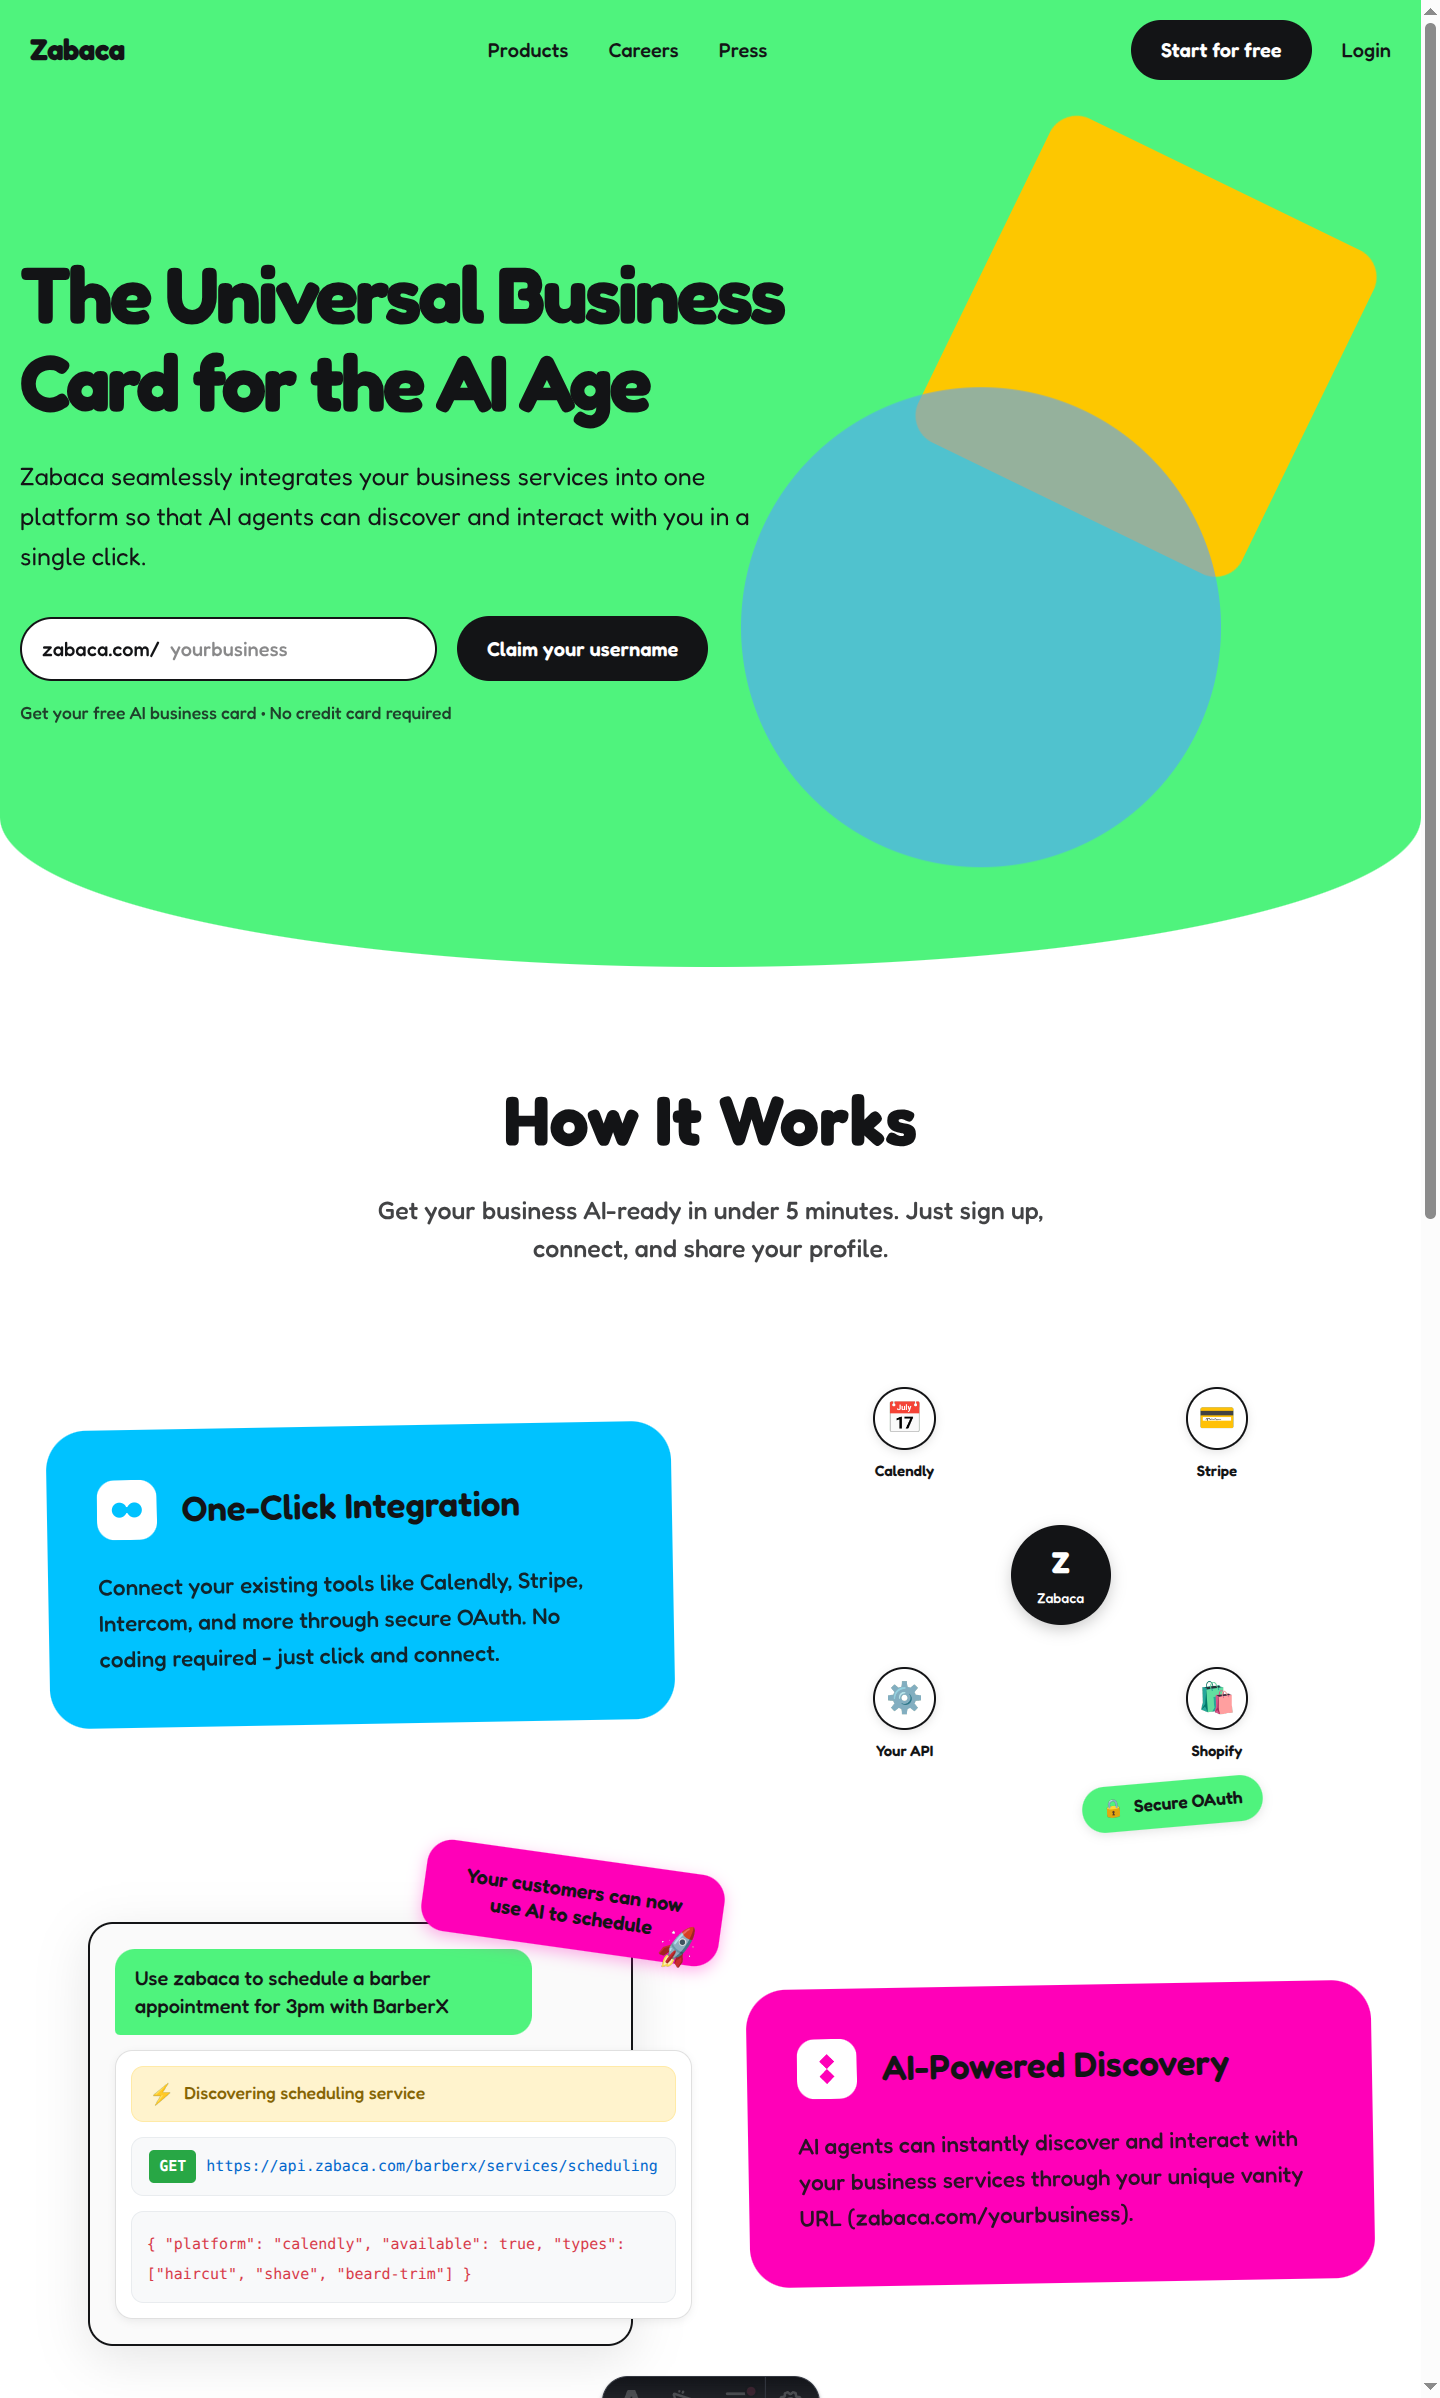 Zabaca
Products Careers Press
Start for free Login
The Universal Business
Card for the AI Age
Zabaca seamlessly integrates your business services into one
platform so that AI agents can discover and interact with you in a
single click.
zabaca.com/ yourbusiness
Claim your username
Get your free AI business card • No credit card required
How It Works
Get your business AI-ready in under 5 minutes. Just sign up,
connect, and share your profile.
One-Click Integration
Connect your existing tools like Calendly, Stripe,
Intercom, and more through secure OAuth. No
coding required - just click and connect.
July
17
Calendly
Stripe
Z
Zabaca
Your API
Shopify
Secure OAuth
Your customers can now
use AI to schedule
Use zabaca to schedule a barber
appointment for 3pm with BarberX
Discovering scheduling service
GET https://api.zabaca.com/barberx/services/scheduling
{ "platform": "calendly", "available": true, "types":
["haircut", "shave", "beard-trim"] }
AI-Powered Discovery
AI agents can instantly discover and interact with
your business services through your unique vanity
URL (zabaca.com/yourbusiness).